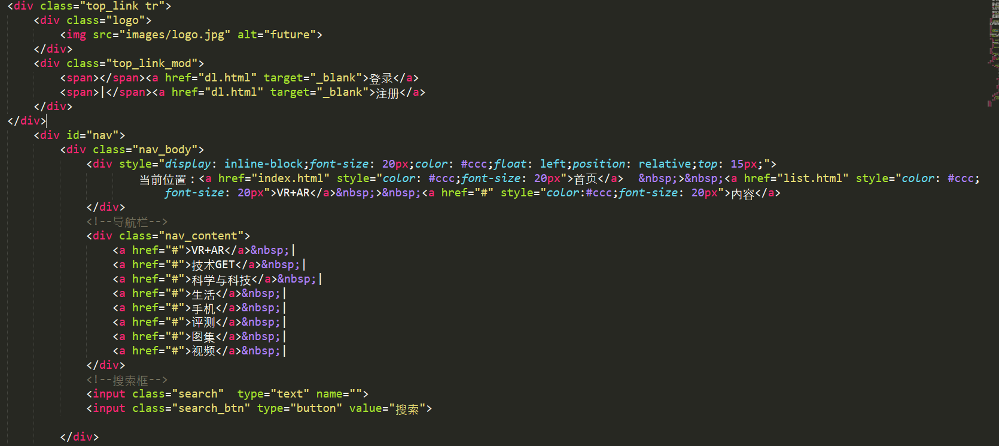 <div class="top_link tr">
<div class="logo">
<img src="images/logo.jpg" alt="future">
</div>
<div class="top_link_mod">
<span></span><a href="dl.html" target="_blank">登录</a>
<span>|</span><a href="dl.html" target="_blank">注册</a>
</div>
</div>
<div id="nav">
<div class="nav_body">
<div style="display: inline-block;font-size: 20px;color: #ccc;float: left;position: relative;top: 15px;">
当前位置：<a href="index.html" style="color: #ccc;font-size: 20px">首页</a>  &nbsp;>&nbsp;<a href="list.html" style="color: #ccc;
font-size: 20px">VR+AR</a>&nbsp;>&nbsp;<a href="#" style="color:#ccc;font-size: 20px">内容</a>
</div>
<!--导航栏-->
<div class="nav_content">
<a href="#">VR+AR</a>&nbsp;|
<a href="#">技术GET</a>&nbsp;|
<a href="#">科学与科技</a>&nbsp;|
<a href="#">生活</a>&nbsp;|
<a href="#">手机</a>&nbsp;|
<a href="#">评测</a>&nbsp;|
<a href="#">图集</a>&nbsp;|
<a href="#">视频</a>&nbsp;|
</div>
<!--搜索框-->
<input class="search"  type="text" name="">
<input class="search_btn" type="button" value="搜索">
</div>